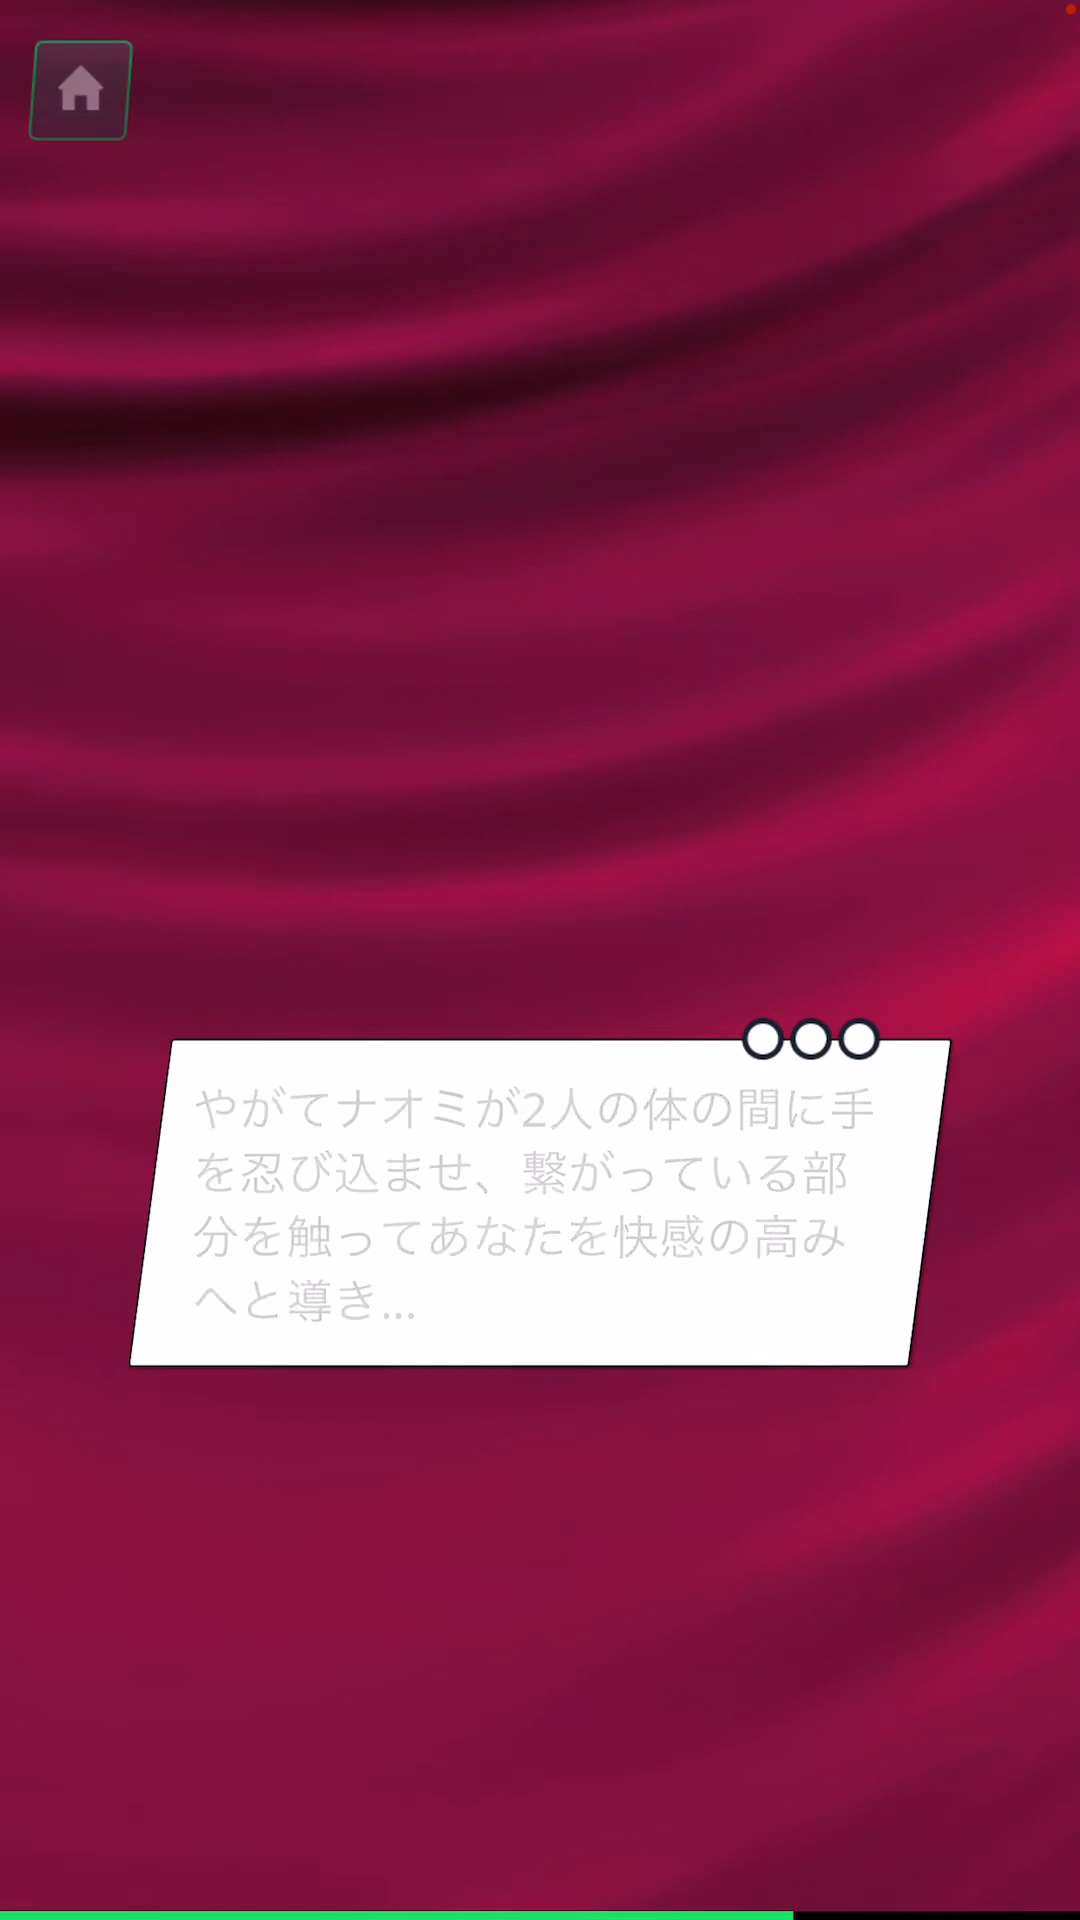 やがてナオミが2人の体の間に手
を忍び込ませ、繋がっている部
分を触ってあなたを快感の高み
へと導き…